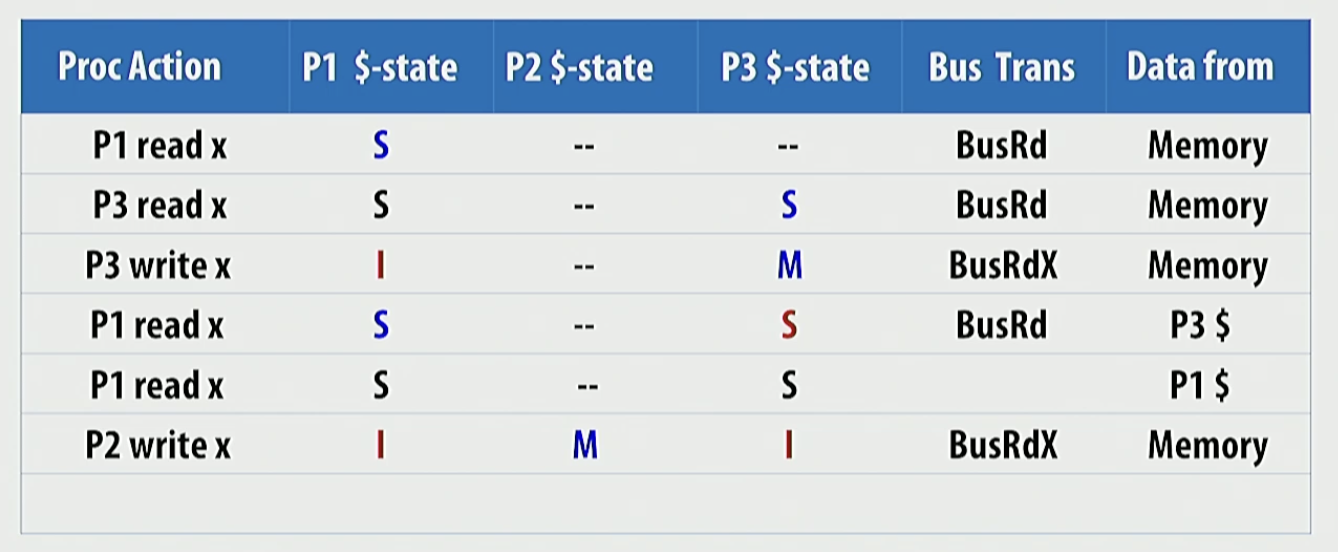 Proc Action P1 $-state P2 $-state P3 $-state Bus Trans Data from
P1 read x S -- -- BusRd Memory
P3 read x S -- S BusRd Memory
P3 write x I -- M BusRdX Memory
P1 read x S -- S BusRd P3 $
P1 read x S -- S P1 $
P2 write x I M I BusRdX Memory